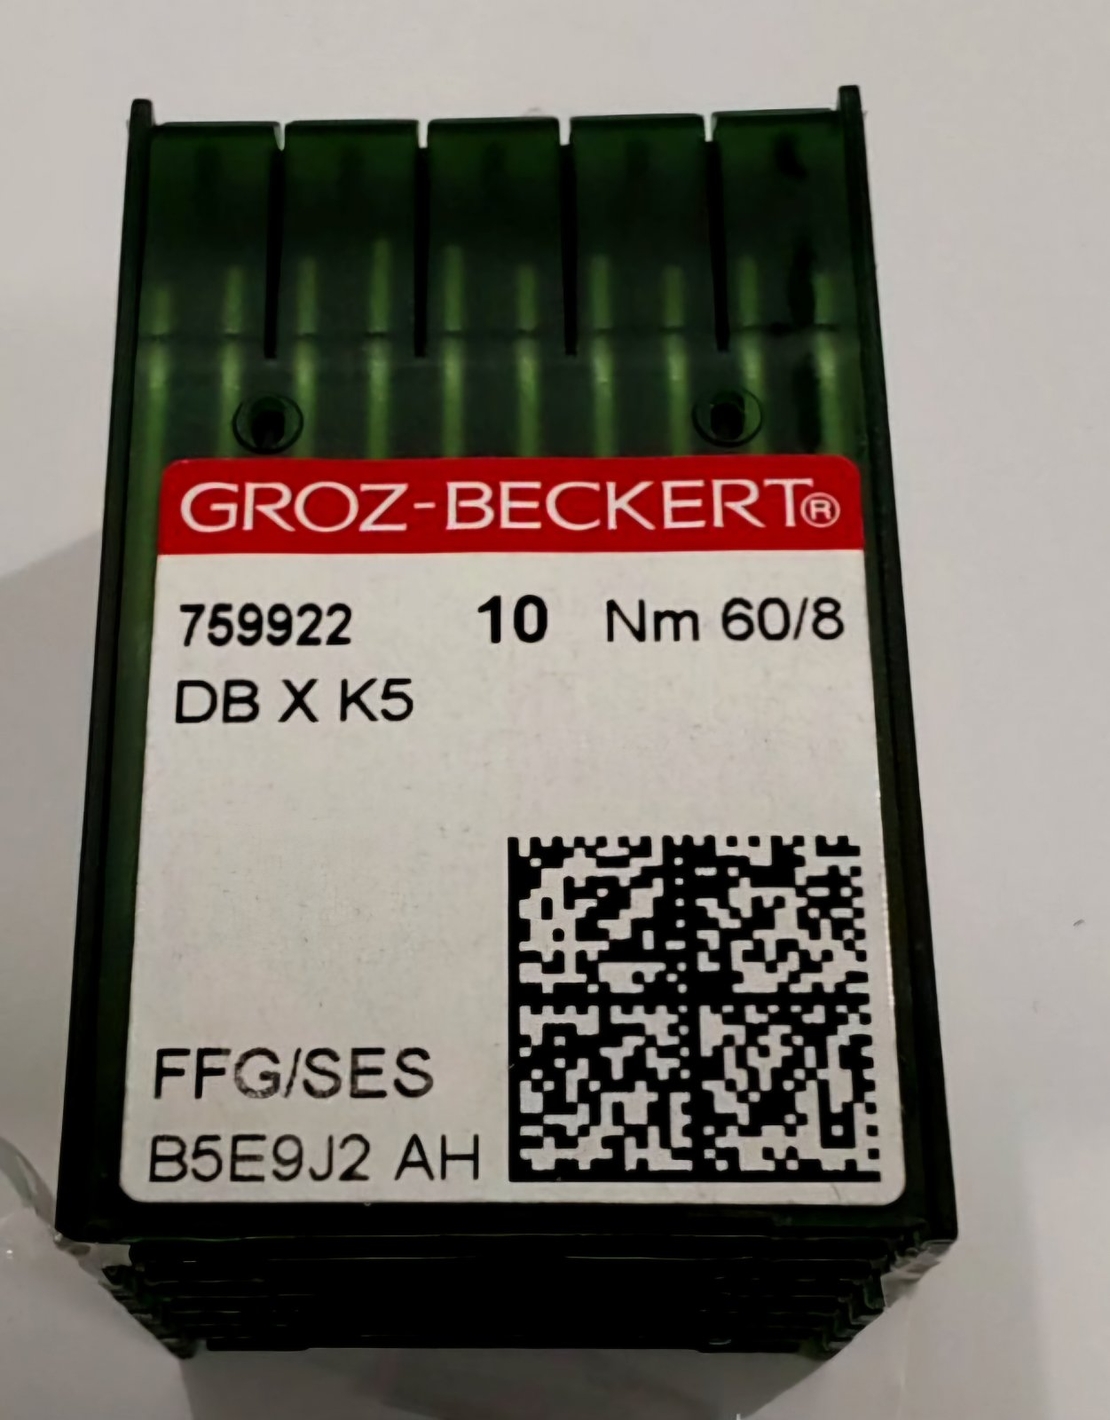 GROZ-BECKERT®
759922 10 Nm 60/8
DB X K5
FFG/SES
B5E9J2 AH